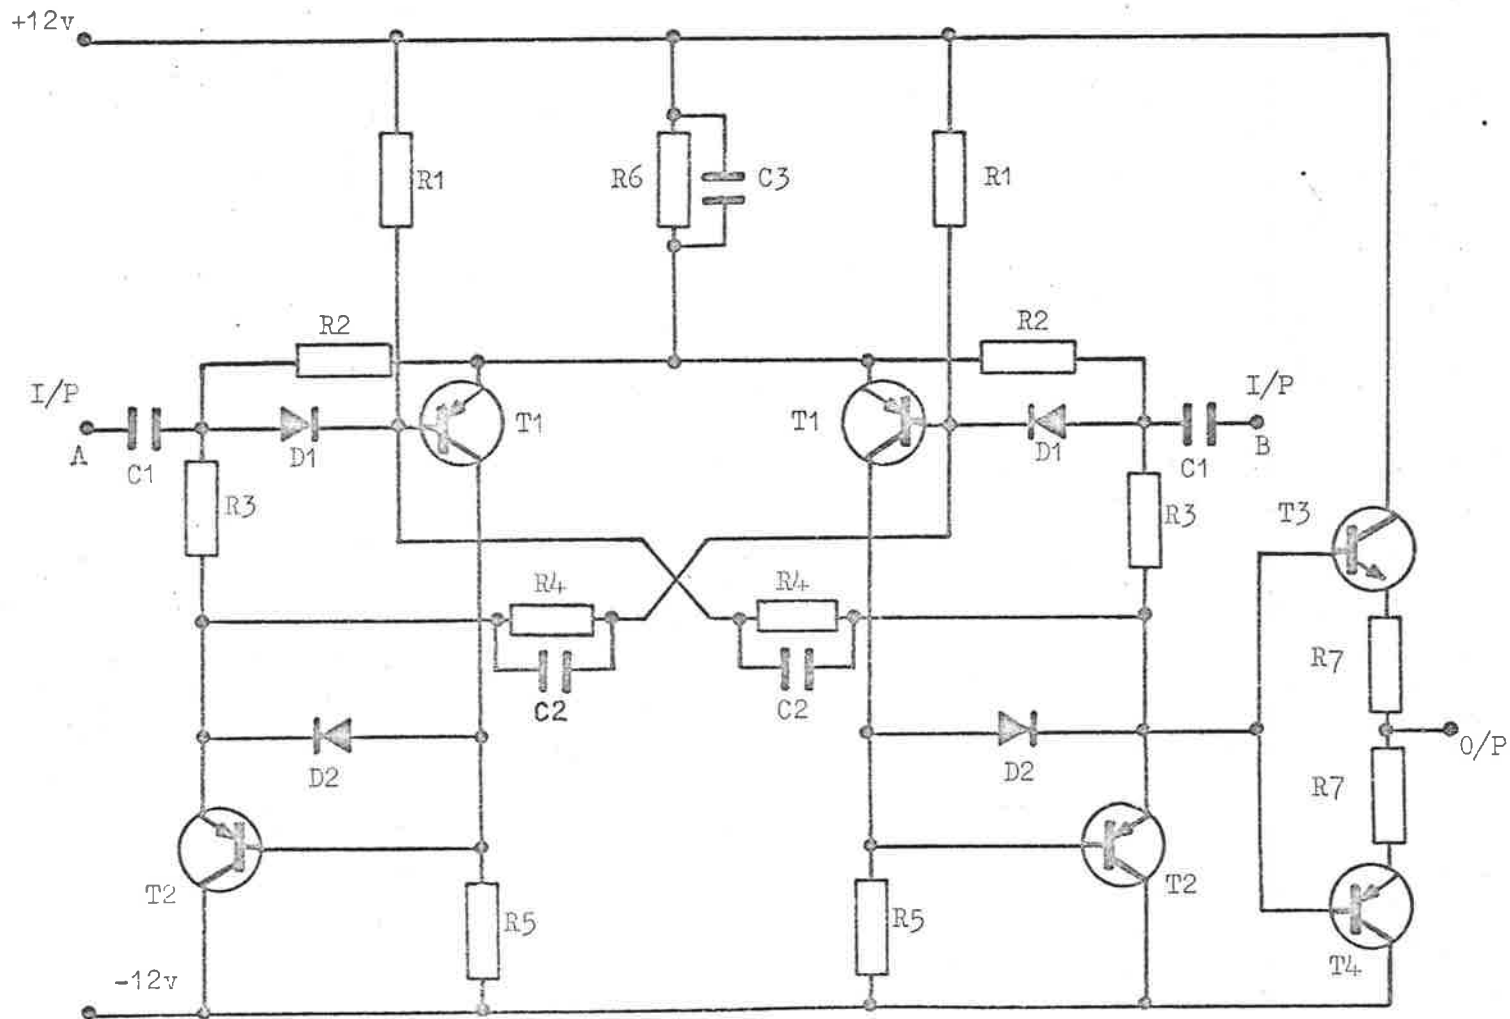 +12v
R1
R6
C3
R1
R2
R2
I/P
A
C1
D1
T1
T1
D1
C1
I/P
B
R3
R3
T3
R4
R4
C2
C2
R7
O/P
D2
D2
R7
T2
R5
R5
T2
T4
-12v